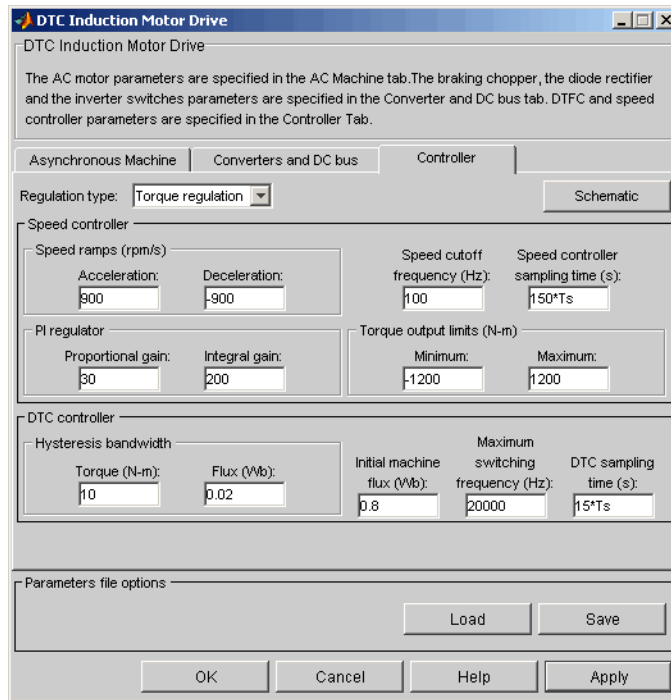 DTC Induction Motor Drive
DTC Induction Motor Drive
The AC motor parameters are specified in the AC Machine tab.The braking chopper, the diode rectifier
and the inverter switches parameters are specified in the Converter and DC bus tab. DTFC and speed
controller parameters are specified in the Controller Tab.
Asynchronous Machine Converters and DC bus Controller
Regulation type: Torque regulation Schematic
Speed controller
Speed ramps (rpm/s)
Acceleration: Deceleration:
900 -900
Speed cutoff
frequency (Hz):
100
Speed controller
sampling time (s):
150*Ts
PI regulator
Proportional gain: Integral gain:
30 200
Torque output limits (N-m)
Minimum: Maximum:
-1200 1200
DTC controller
Hysteresis bandwidth
Torque (N-m): Flux (Wb):
10 0.02
Initial machine
flux (Wb):
0.8
Maximum
switching
frequency (Hz):
20000
DTC sampling
time (s):
15*Ts
Parameters file options
Load Save
OK Cancel Help Apply